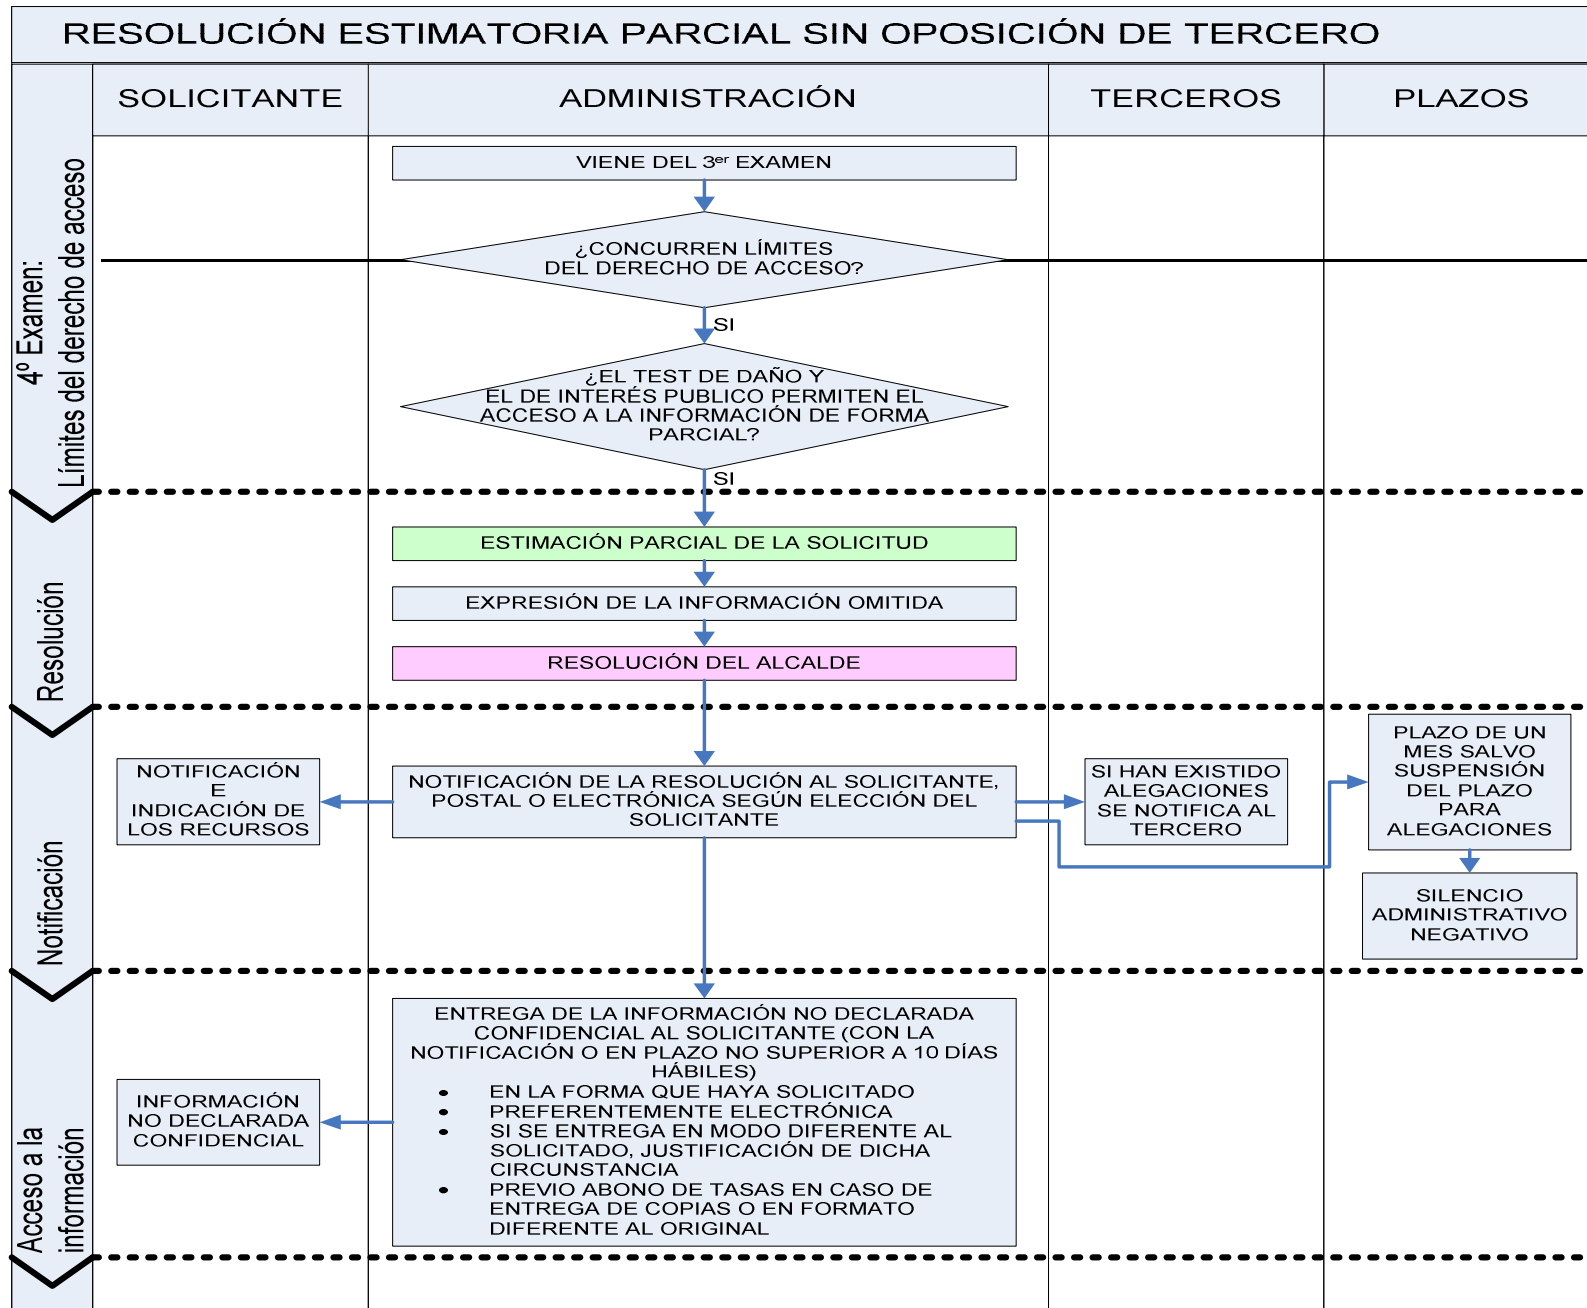 RESOLUCIÓN ESTIMATORIA PARCIAL SIN OPOSICIÓN DE TERCERO
SOLICITANTE
ADMINISTRACIÓN
TERCEROS
PLAZOS
4º Examen:
Límites del derecho de acceso
VIENE DEL 3er EXAMEN
¿CONCURREN LÍMITES
DEL DERECHO DE ACCESO?
SI
¿EL TEST DE DAÑO Y
EL DE INTERÉS PUBLICO PERMITEN EL
ACCESO A LA INFORMACIÓN DE FORMA
PARCIAL?
SI
Resolución
ESTIMACIÓN PARCIAL DE LA SOLICITUD
EXPRESIÓN DE LA INFORMACIÓN OMITIDA
RESOLUCIÓN DEL ALCALDE
Notificación
NOTIFICACIÓN
E
INDICACIÓN DE
LOS RECURSOS
NOTIFICACIÓN DE LA RESOLUCIÓN AL SOLICITANTE,
POSTAL O ELECTRÓNICA SEGÚN ELECCIÓN DEL
SOLICITANTE
SI HAN EXISTIDO
ALEGACIONES
SE NOTIFICA AL
TERCERO
PLAZO DE UN
MES SALVO
SUSPENSIÓN
DEL PLAZO
PARA
ALEGACIONES
SILENCIO
ADMINISTRATIVO
NEGATIVO
Acceso a la
información
INFORMACIÓN
NO DECLARADA
CONFIDENCIAL
ENTREGA DE LA INFORMACIÓN NO DECLARADA
CONFIDENCIAL AL SOLICITANTE (CON LA
NOTIFICACIÓN O EN PLAZO NO SUPERIOR A 10 DÍAS
HÁBILES)
• EN LA FORMA QUE HAYA SOLICITADO
• PREFERENTEMENTE ELECTRÓNICA
• SI SE ENTREGA EN MODO DIFERENTE AL
SOLICITADO, JUSTIFICACIÓN DE DICHA
CIRCUNSTANCIA
• PREVIO ABONO DE TASAS EN CASO DE
ENTREGA DE COPIAS O EN FORMATO
DIFERENTE AL ORIGINAL